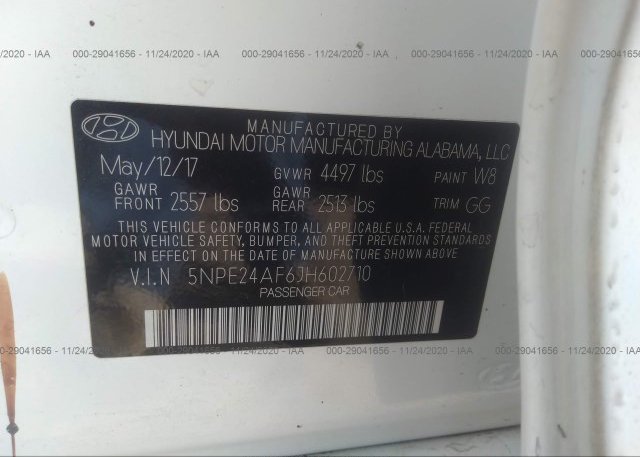 11/24/2020 - IAA 000-29041656 - 11/24/2020 - IAA 000-29041656 - 11/24/2020 - IAA 000-29041656
MANUFACTURED BY
HYUNDAI MOTOR MANUFACTURING ALABAMA, LLC
May/12/17 GVWR 4497 lbs PAINT W8
GAWR FRONT 2557 lbs GAWR REAR 2513 lbs TRIM GG
THIS VEHICLE CONFORMS TO ALL APPLICABLE U.S.A. FEDERAL
MOTOR VEHICLE SAFETY, BUMPER, AND THEFT PREVENTION
STANDARDS IN EFFECT ON THE DATE OF MANUFACTURE SHOWN ABOVE.
V.I.N 5NPE24AF6JH602710
PASSENGER CAR
000-29041656 - 11/24/2020 - IAA 000-29041656 - 11/24/2020 - IAA 000-29041656 - 11/24/2020 - IAA